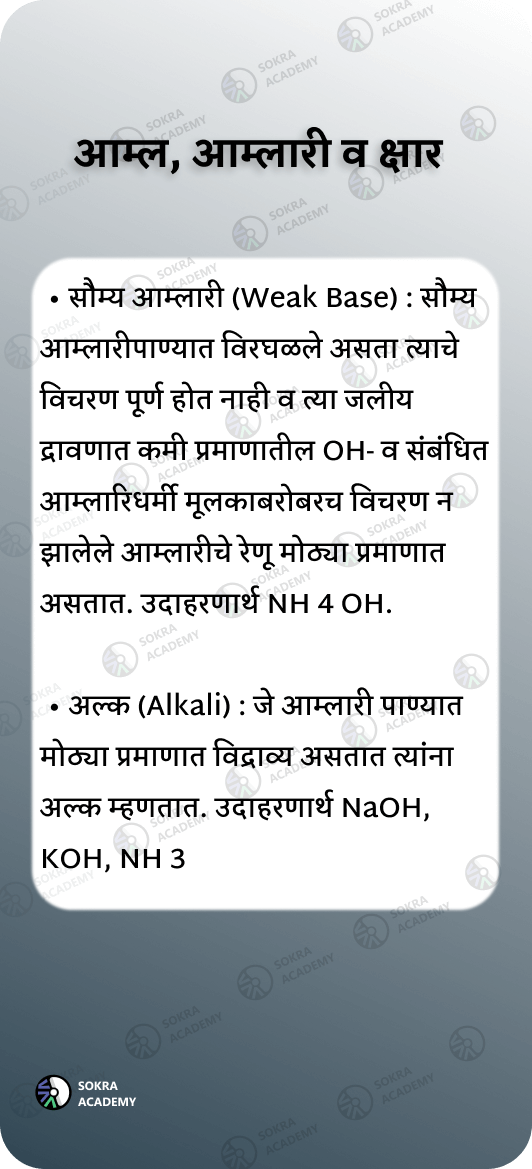 आम्ल, आम्लारी व क्षार
• सौम्य आम्लारी (Weak Base) : सौम्य
आम्लारीपाण्यात विरघळले असता त्याचे
विचरण पूर्ण होत नाही व त्या जलीय
द्रावणात कमी प्रमाणातील OH- व संबंधित
आम्लारिधर्मी मूलकाबरोबरच विचरण न
झालेले आम्लारीचे रेणू मोठ्या प्रमाणात
असतात. उदाहरणार्थ NH 4 OH.
• अल्क (Alkali) : जे आम्लारी पाण्यात
मोठ्या प्रमाणात विद्राव्य असतात त्यांना
अल्क म्हणतात. उदाहरणार्थ NaOH,
KOH, NH 3
SOKRA
ACADEMY